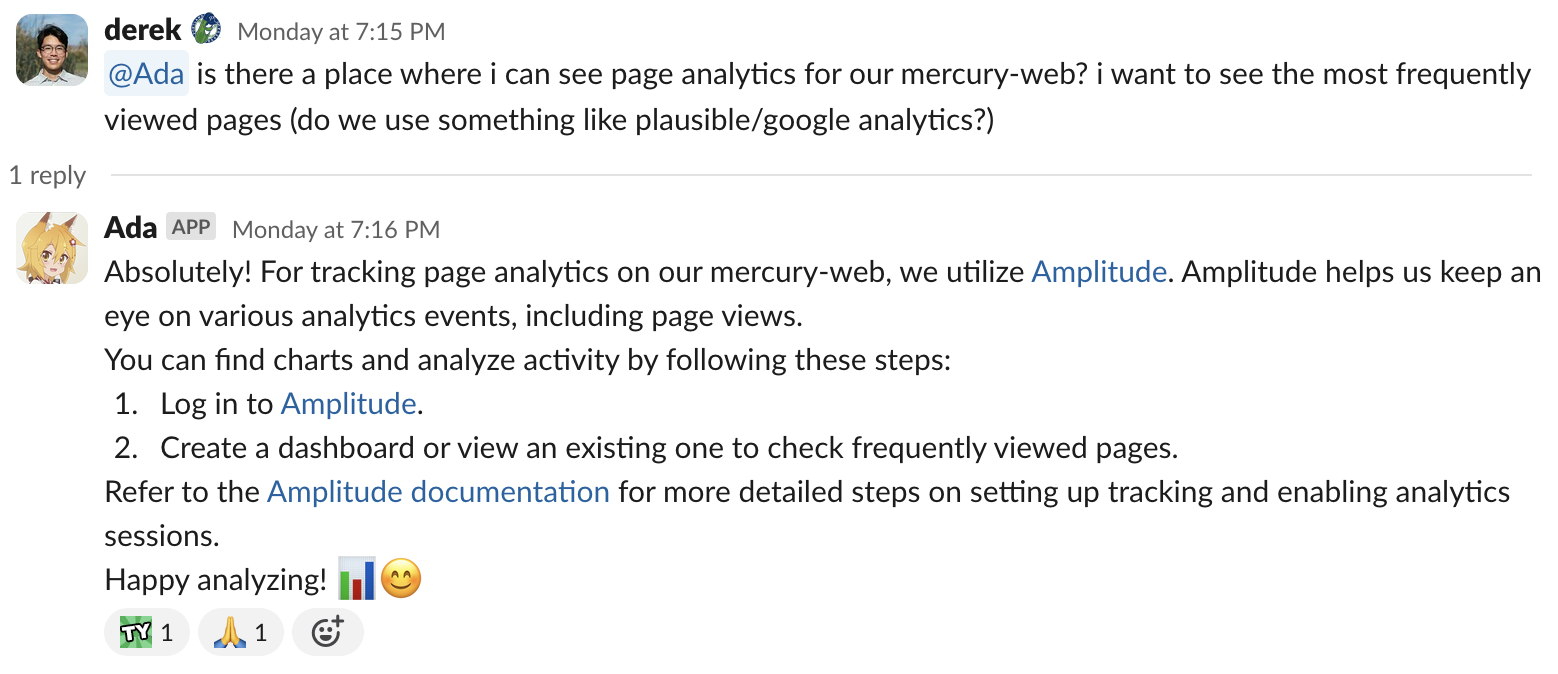 derek Monday at 7:15 PM
@Ada is there a place where i can see page analytics for our mercury-web? i want to see the most frequently
viewed pages (do we use something like plausible/google analytics?)
1 reply
Ada APP Monday at 7:16 PM
Absolutely! For tracking page analytics on our mercury-web, we utilize Amplitude. Amplitude helps us keep an
eye on various analytics events, including page views.
You can find charts and analyze activity by following these steps:
1. Log in to Amplitude.
2. Create a dashboard or view an existing one to check frequently viewed pages.
Refer to the Amplitude documentation for more detailed steps on setting up tracking and enabling analytics
sessions.
Happy analyzing! 📊😊
TY 1 🙏 1